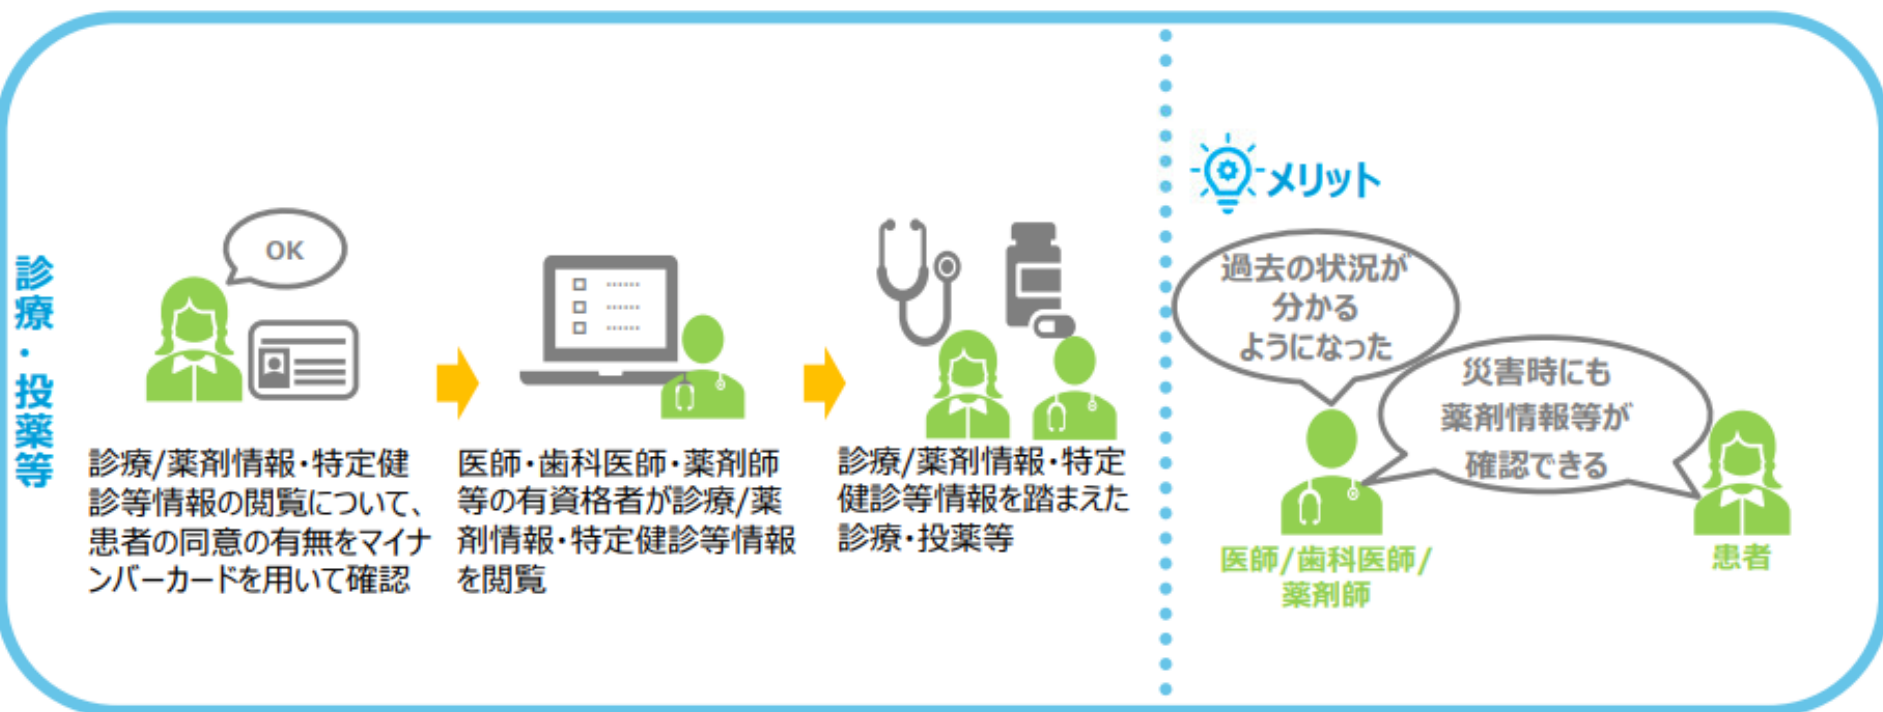 診療・投薬等
OK
診療/薬剤情報・特定健
診等情報の閲覧について、
患者の同意の有無をマイナ
ンバーカードを用いて確認
医師・歯科医師・薬剤師
等の有資格者が診療/薬
剤情報・特定健診等情報
を閲覧
診療/薬剤情報・特定
健診等情報を踏まえた
診療・投薬等
メリット
過去の状況が
分かる
ようになった
災害時にも
薬剤情報等が
確認できる
医師/歯科医師/
薬剤師
患者